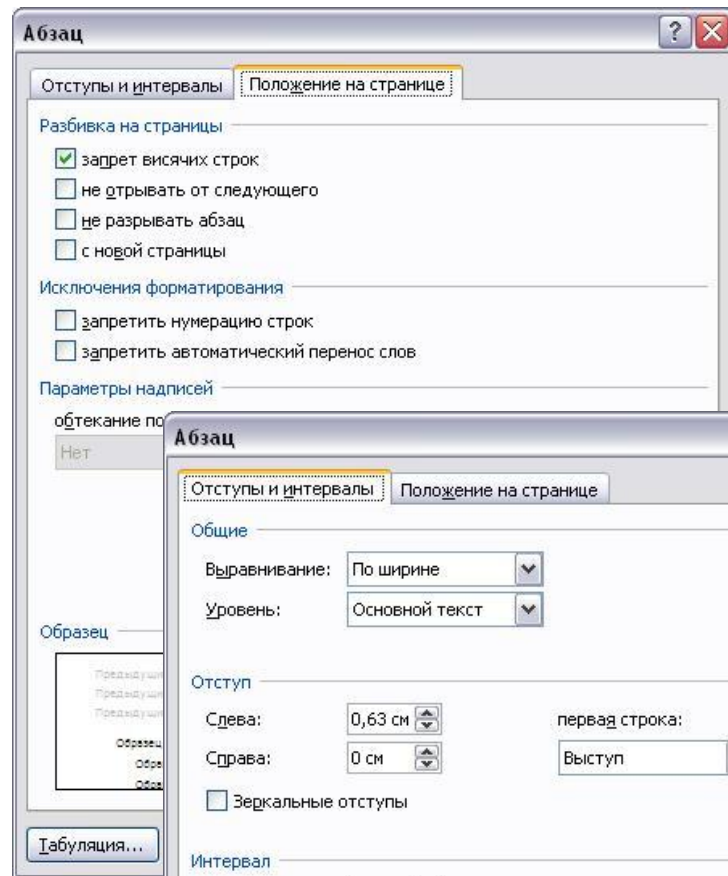 Абзац
Отступы и интервалы
Положение на странице
Разбивка на страницы
запрет висячих строк
не отрывать от следующего
не разрывать абзац
с новой страницы
Исключения форматирования
запретить нумерацию строк
запретить автоматический перенос слов
Параметры надписей
обтекание по
Нет
Образец
Образец
Табуляция...
Абзац
Отступы и интервалы
Положение на странице
Общие
Выравнивание: По ширине
Уровень: Основной текст
Отступ
Слева: 0,63 см первая строка:
Справа: 0 см Выступ
Зеркальные отступы
Интервал